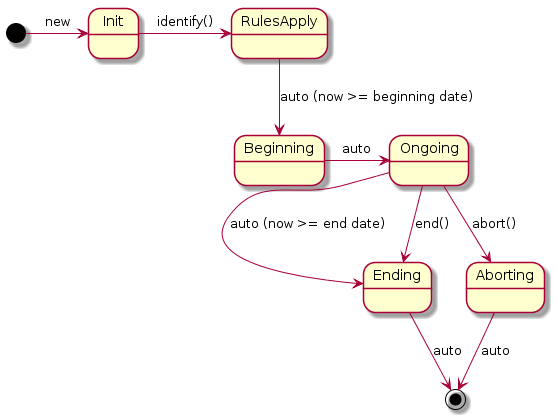 new
Init
identify()
RulesApply
auto (now >= beginning date)
Beginning
auto
Ongoing
auto (now >= end date)
end()
abort()
Ending
Aborting
auto
auto